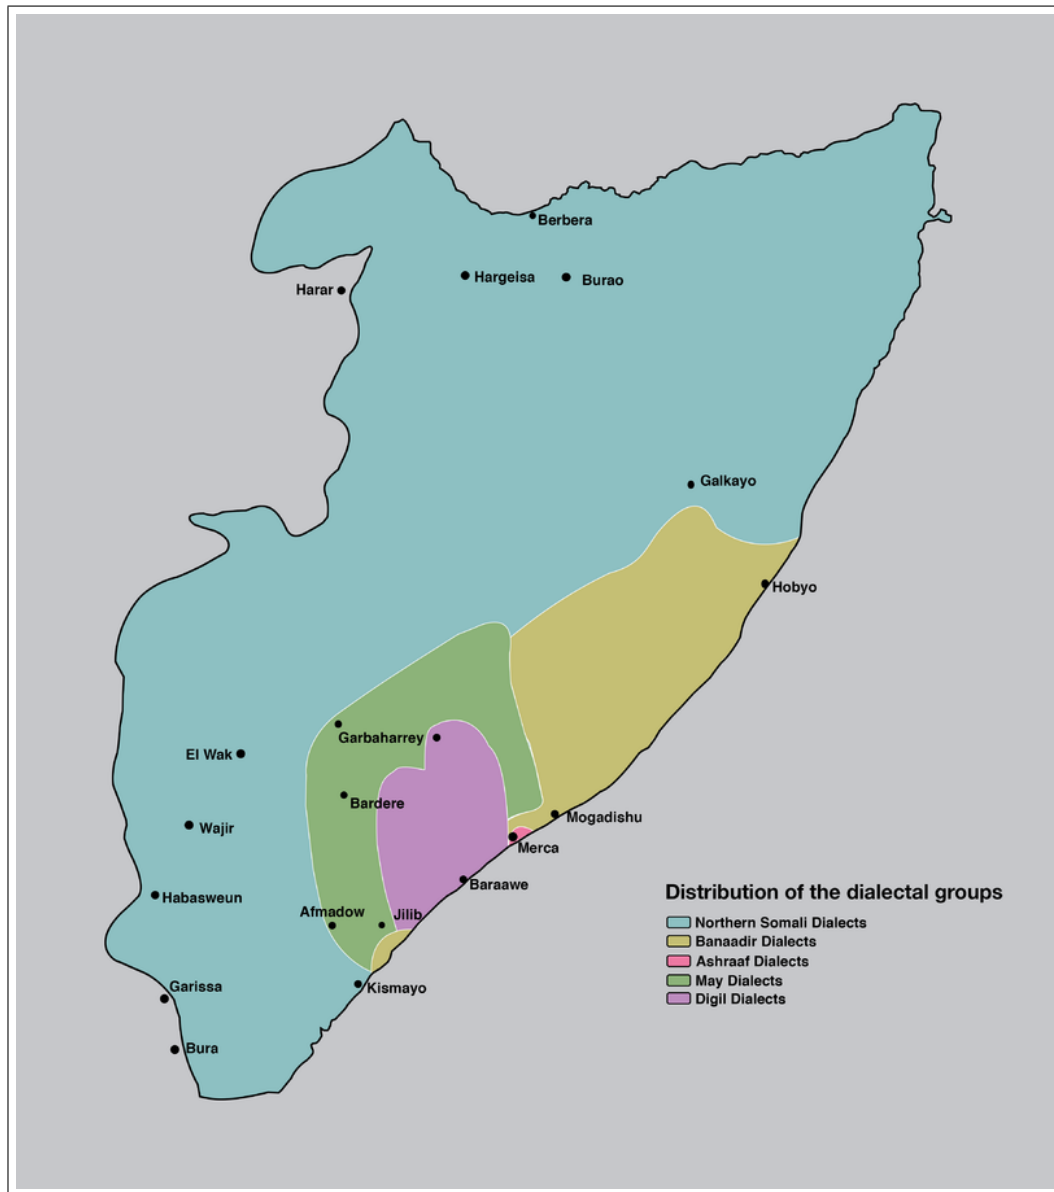 Berbera
Hargeisa
Burao
Harar
Galkayo
Hobyo
Garbaharrey
El Wak
Bardere
Mogadishu
Wajir
Merca
Baraawe
Habasweun
Afmadow
Jilib
Kismayo
Garissa
Bura
Distribution of the dialectal groups
Northern Somali Dialects
Banaadir Dialects
Ashraaf Dialects
May Dialects
Digil Dialects